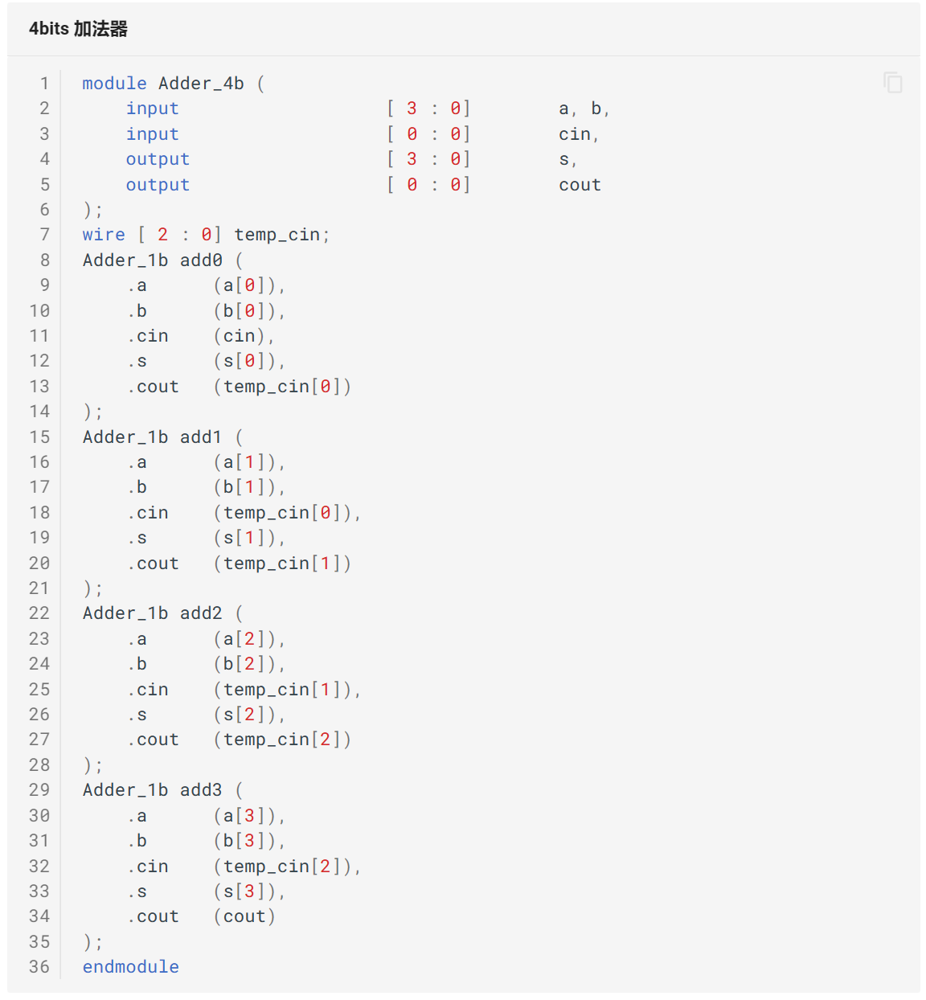 4bits 加法器
1 module Adder_4b (
2     input                   [ 3 : 0]        a, b,
3     input                   [ 0 : 0]        cin,
4     output                  [ 3 : 0]        s,
5     output                  [ 0 : 0]        cout
6 );
7 wire [ 2 : 0] temp_cin;
8 Adder_1b add0 (
9     .a      (a[0]),
10     .b      (b[0]),
11     .cin    (cin),
12     .s      (s[0]),
13     .cout   (temp_cin[0])
14 );
15 Adder_1b add1 (
16     .a      (a[1]),
17     .b      (b[1]),
18     .cin    (temp_cin[0]),
19     .s      (s[1]),
20     .cout   (temp_cin[1])
21 );
22 Adder_1b add2 (
23     .a      (a[2]),
24     .b      (b[2]),
25     .cin    (temp_cin[1]),
26     .s      (s[2]),
27     .cout   (temp_cin[2])
28 );
29 Adder_1b add3 (
30     .a      (a[3]),
31     .b      (b[3]),
32     .cin    (temp_cin[2]),
33     .s      (s[3]),
34     .cout   (cout)
35 );
36 endmodule